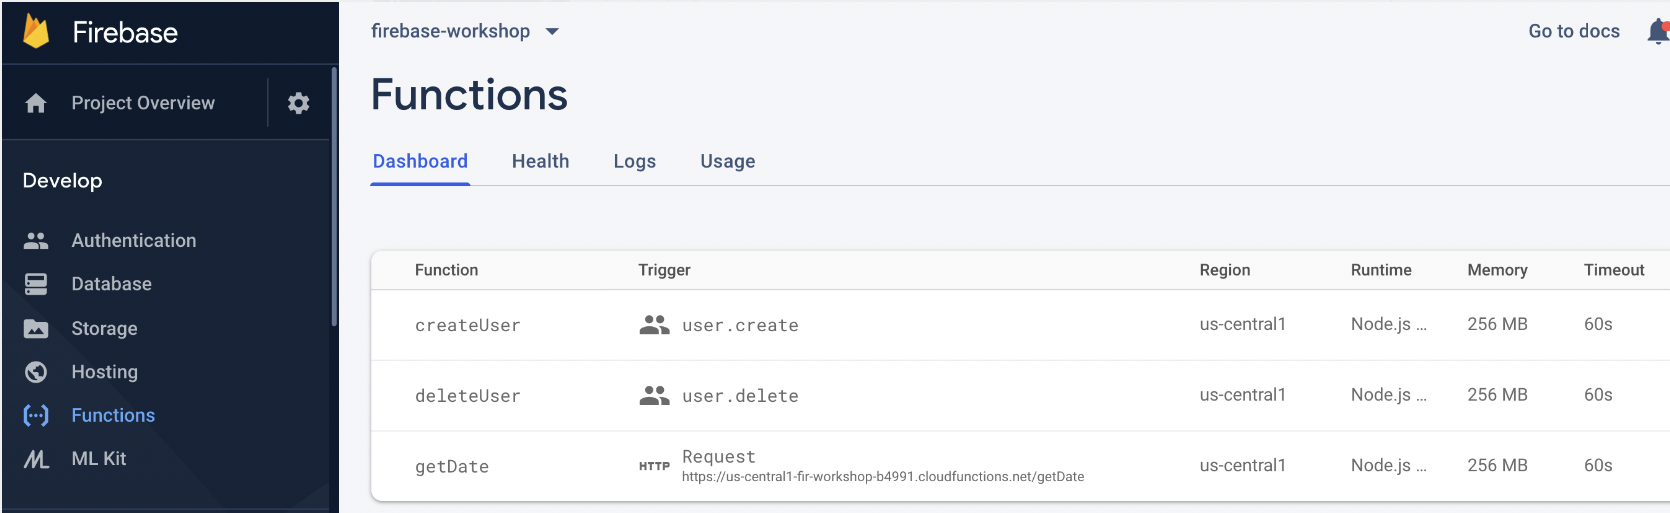 Firebase
Project Overview
Develop
Authentication
Database
Storage
Hosting
Functions
ML Kit
firebase-workshop
Go to docs
Functions
Dashboard Health Logs Usage
Function Trigger Region Runtime Memory Timeout
createUser user.create us-central1 Node.js ... 256 MB 60s
deleteUser user.delete us-central1 Node.js ... 256 MB 60s
getDate HTTP Request us-central1 Node.js ... 256 MB 60s
https://us-central1-fir-workshop-b4991.cloudfunctions.net/getDate